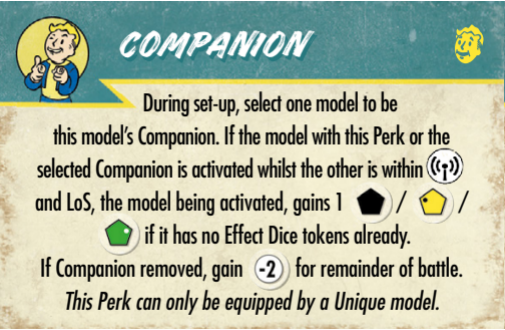 COMPANION
During set-up, select one model to be
this model's Companion. If the model with this Perk or the
selected Companion is activated whilst the other is within
and LoS, the model being activated, gains 1 / /
if it has no Effect Dice tokens already.
If Companion removed, gain -2 for remainder of battle.
This Perk can only be equipped by a Unique model.